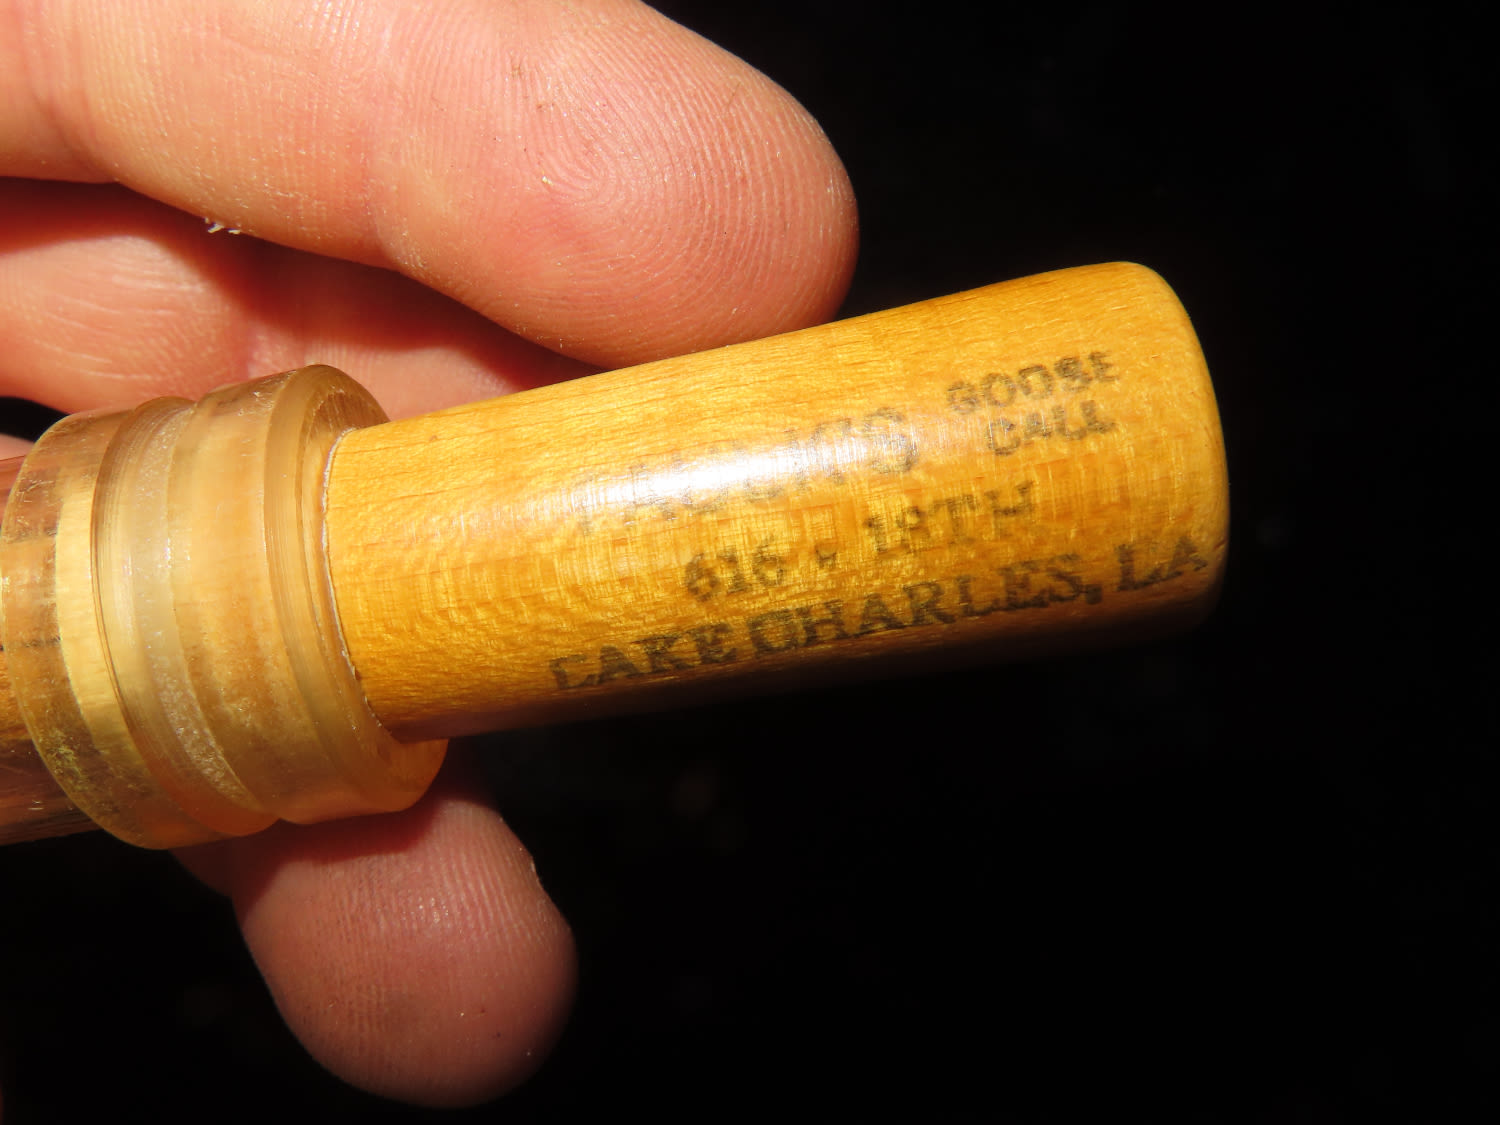 GOOSE
CALL
616 - 18TH
LAKE CHARLES, LA